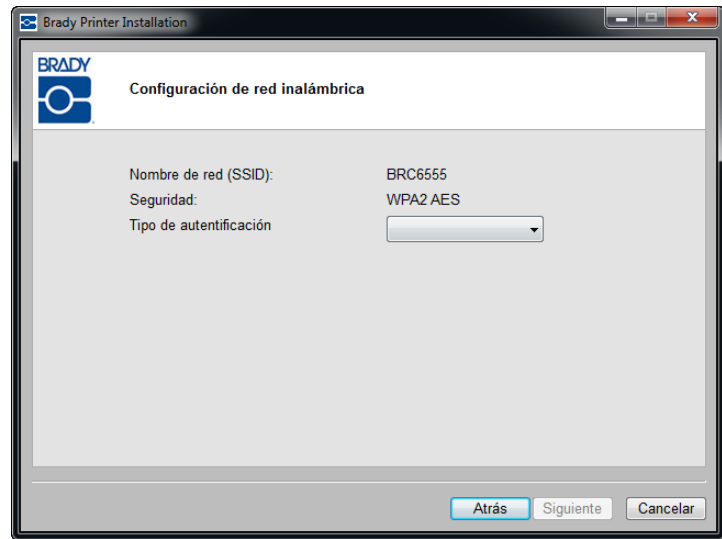 Brady Printer Installation
BRADY
Configuración de red inalámbrica
Nombre de red (SSID): BRC6555
Seguridad: WPA2 AES
Tipo de autentificación
Atrás Siguiente Cancelar